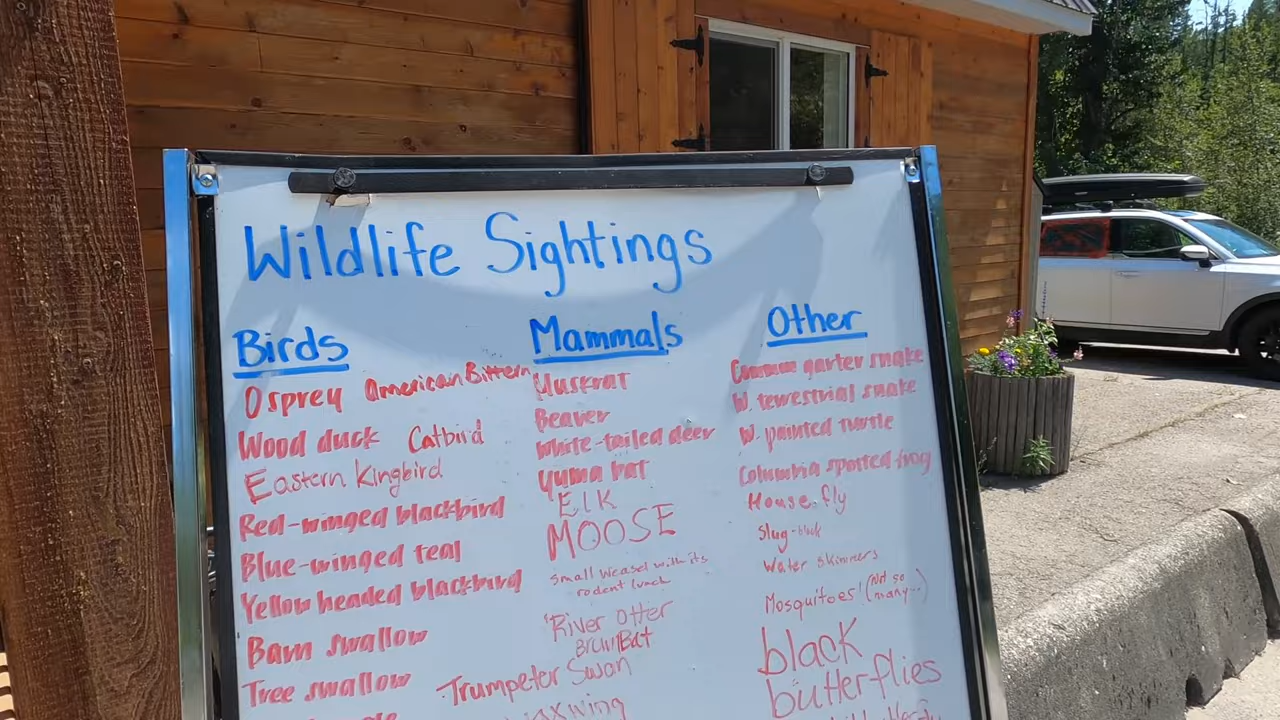 Wildlife Sightings
Birds
Osprey American Bittern
Wood duck Catbird
Eastern Kingbird
Red-winged blackbird
Blue-winged teal
Yellow headed blackbird
Barn swallow
Tree swallow
Trumpeter Swan
Mammals
Muskrat
Beaver
White-tailed deer
Yuma bat
ELK
MOOSE
Small weasel with its
rodent lunch
River Otter
Brown Bat
Other
Common garter snake
W. terrestrial snake
W. painted turtle
Columbia spotted frog
House fly
Slug-black
Water skimmers
Mosquitoes! (Not so
many...)
black
butterflies